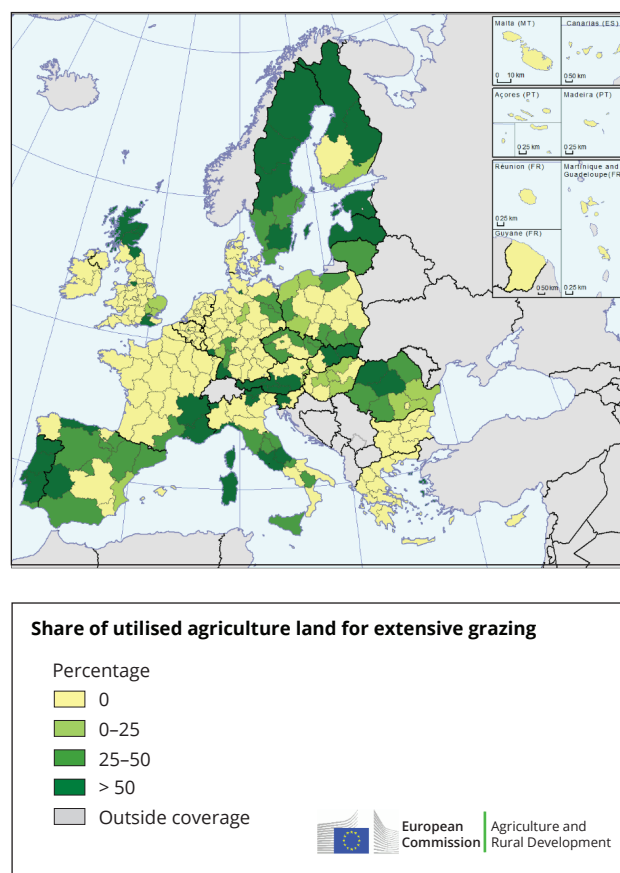 Malta (MT)
Canarias (ES)
0 10 km
0 50 km
Açores (PT)
Madeira (PT)
0 25 km
0 25 km
Réunion (FR)
Martinique and
Guadeloupe(FR)
0 25 km
Guyane (FR)
0 50 km
0 25 km
Share of utilised agriculture land for extensive grazing
Percentage
0
0–25
25–50
> 50
Outside coverage
European
Commission
Agriculture and
Rural Development